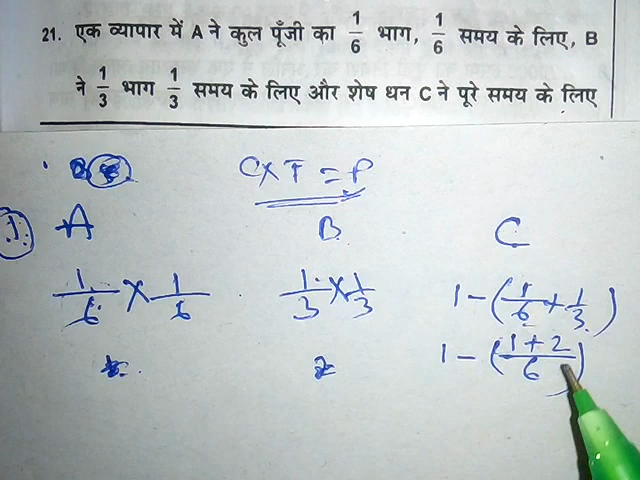 21. एक व्यापार में A ने कुल पूँजी का 1/6 भाग, 1/6 समय के लिए, B
ने 1/3 भाग 1/3 समय के लिए और शेष धन C ने पूरे समय के लिए
C×T=P
A B C
1/6 × 1/6 1/3 × 1/3 1-(1/6+1/3)
1-(1+2/6)